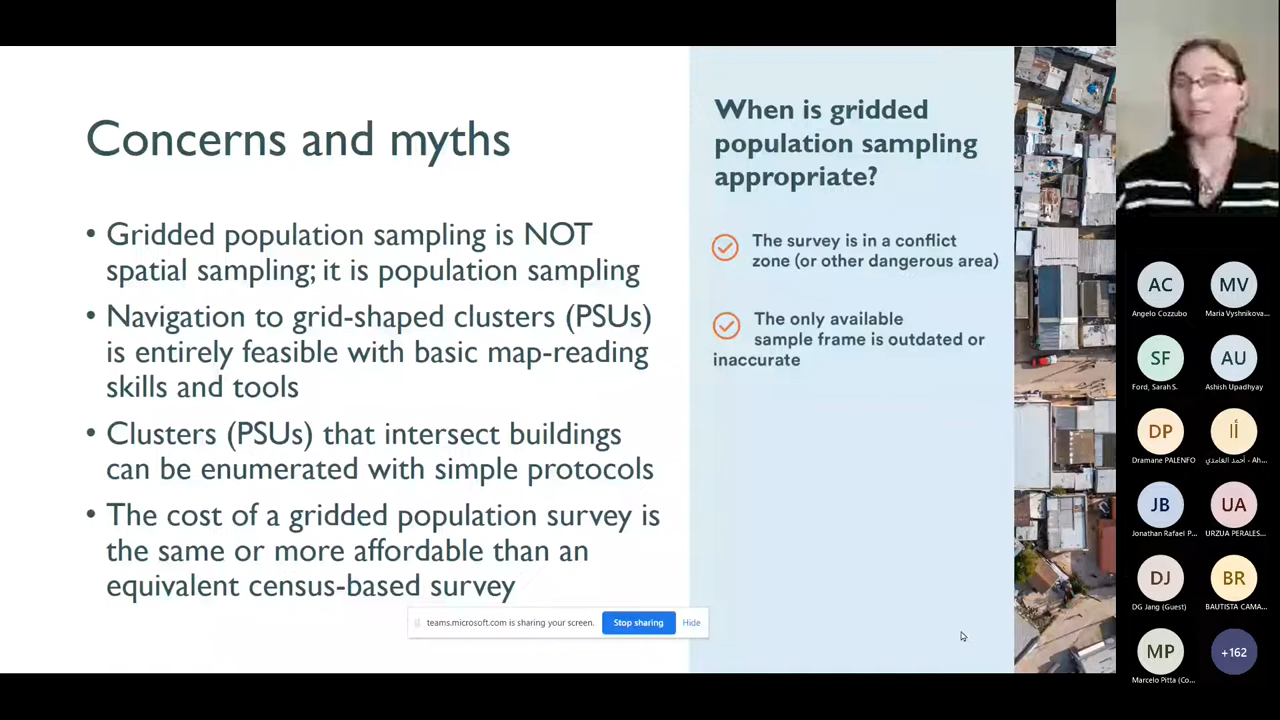 Concerns and myths
• Gridded population sampling is NOT
spatial sampling; it is population sampling
• Navigation to grid-shaped clusters (PSUs)
is entirely feasible with basic map-reading
skills and tools
• Clusters (PSUs) that intersect buildings
can be enumerated with simple protocols
• The cost of a gridded population survey is
the same or more affordable than an
equivalent census-based survey
When is gridded
population sampling
appropriate?
The survey is in a conflict
zone (or other dangerous area)
The only available
sample frame is outdated or
inaccurate
teams.microsoft.com is sharing your screen.
Stop sharing
Hide
AC
Angelo Cozzubo
MV
Maria Vyshnikova...
SF
Ford, Sarah S.
AU
Ashish Upadhyay
DP
Dramane PALENFO
أا
أحمد الغامدي - Ah...
JB
Jonathan Rafael P...
UA
URZUA PERALES...
DJ
DG Jang (Guest)
BR
BAUTISTA CAMA...
MP
Marcelo Pitta (Co...
+162